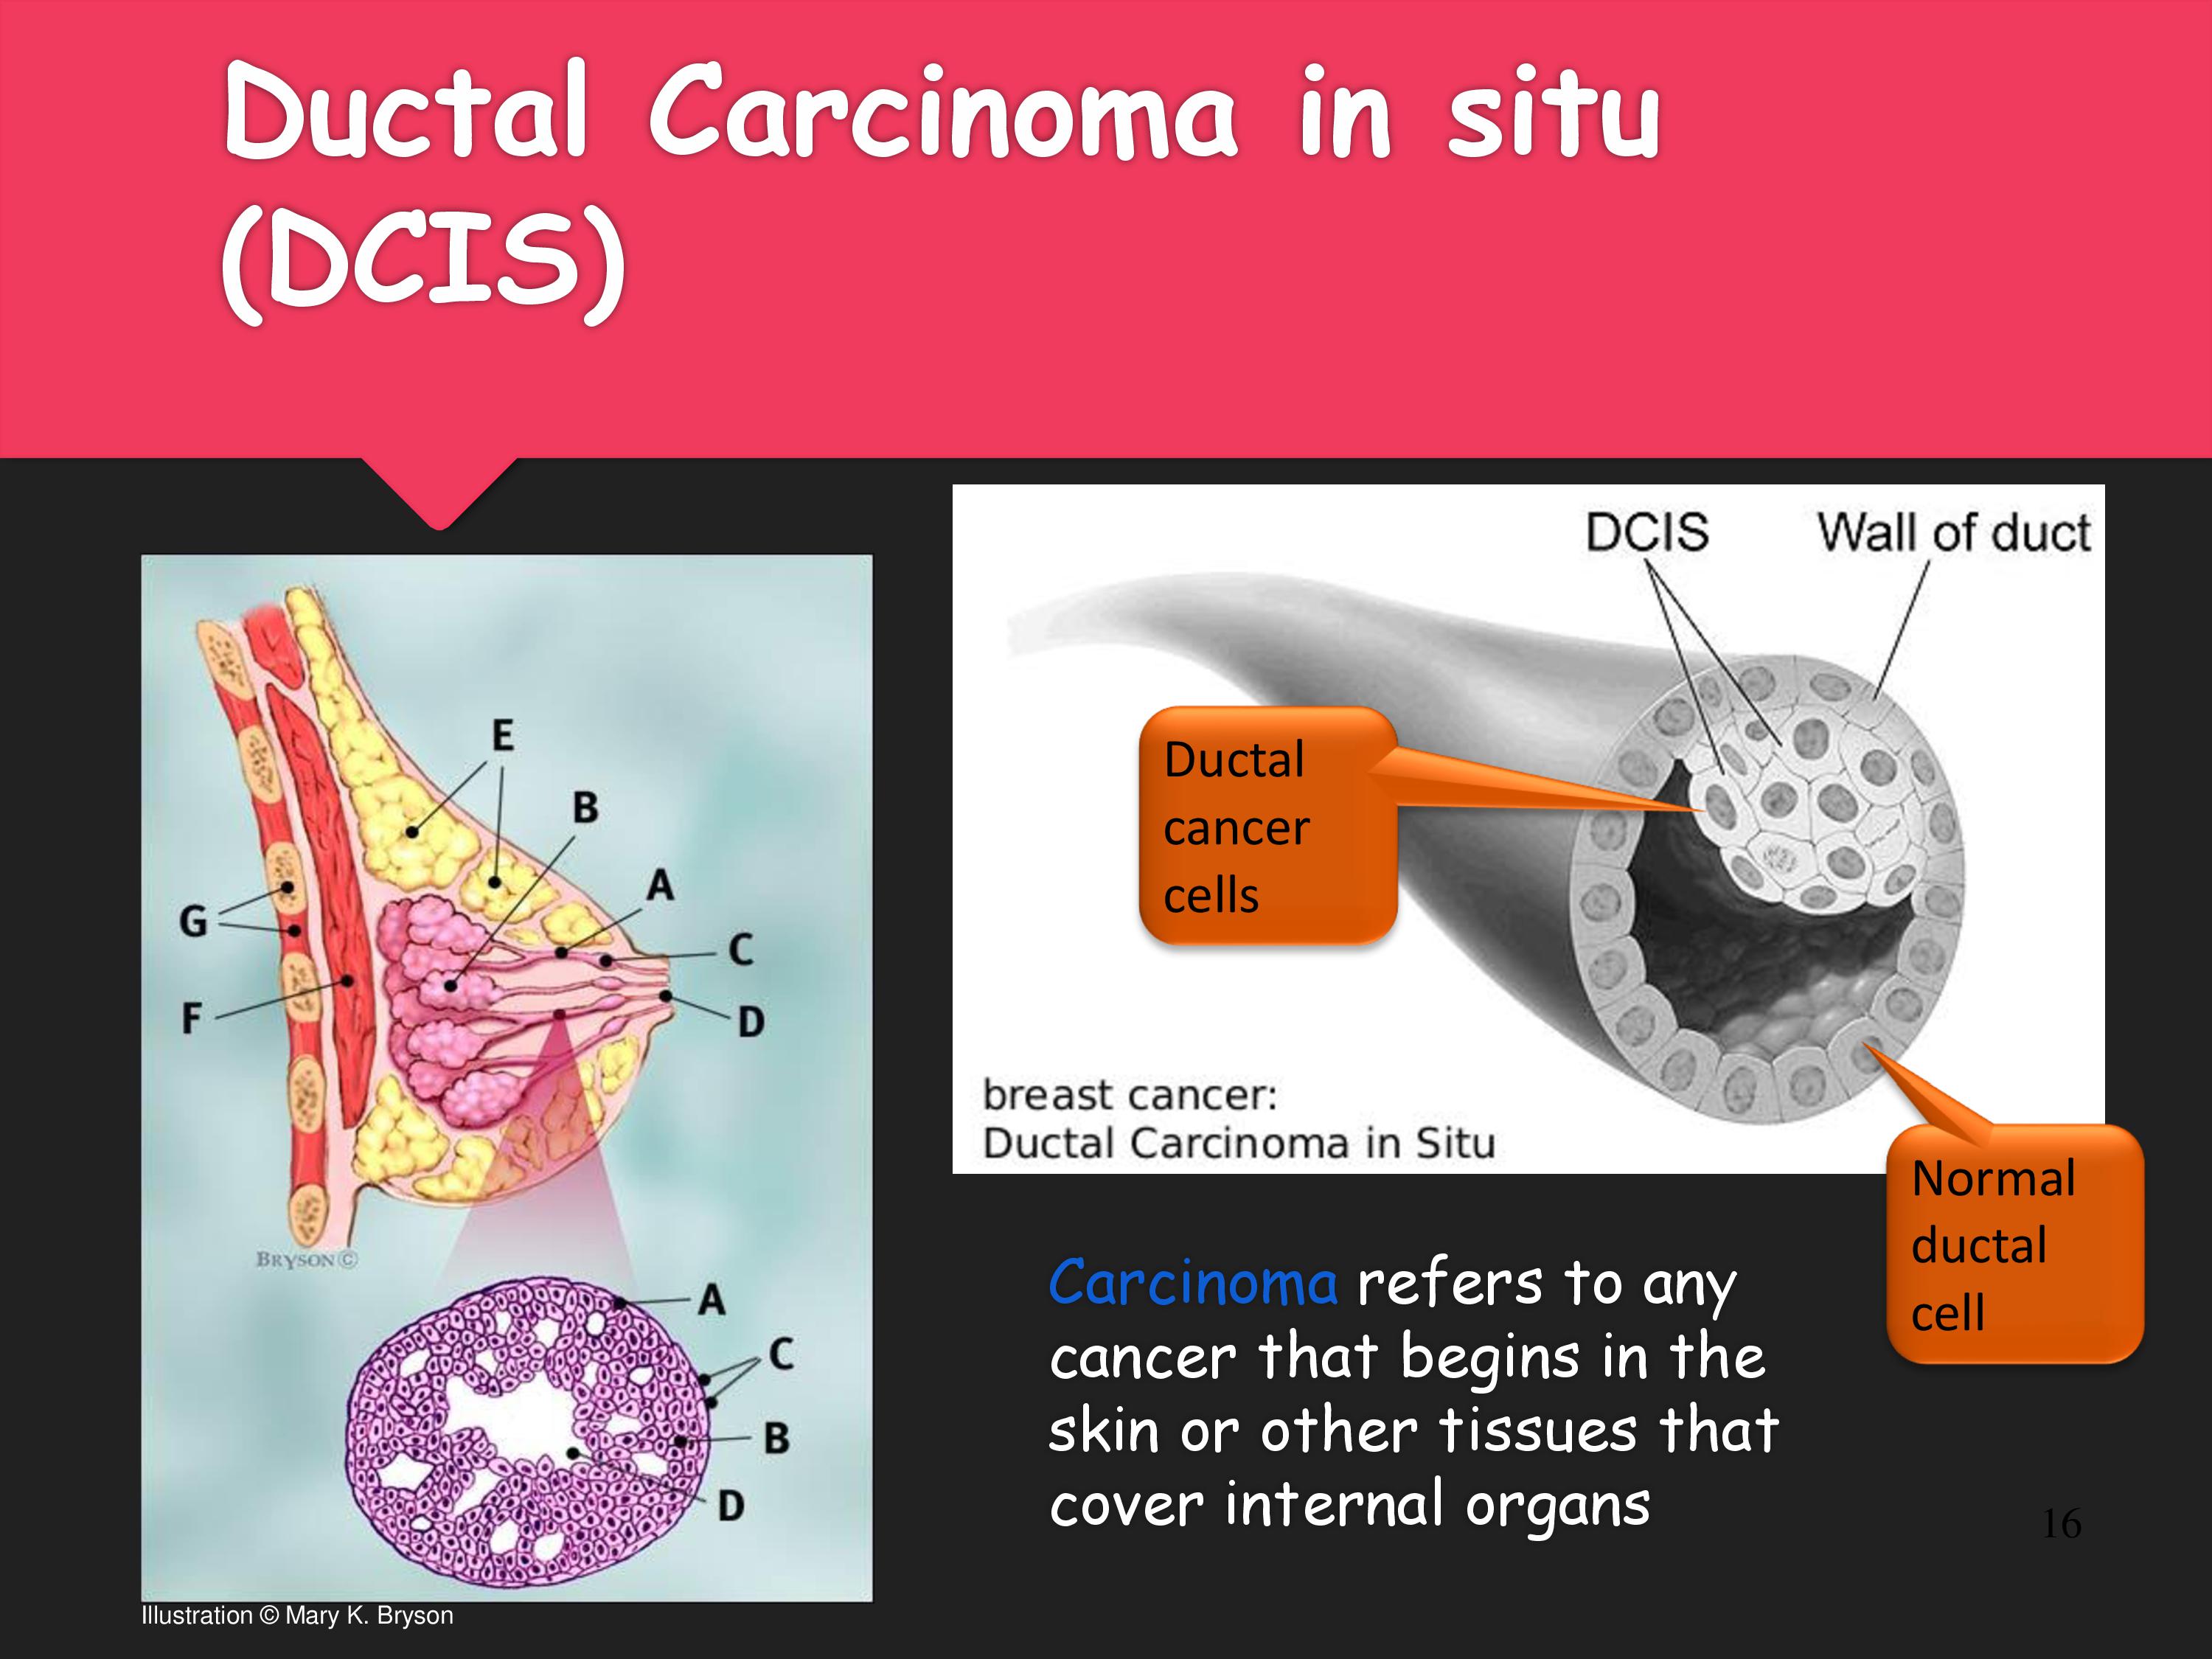 Ductal Carcinoma in situ
(DCIS)
E
B
A
C
D
G
F
BRYSON ©
A
C
B
D
Illustration © Mary K. Bryson
DCIS
Wall of duct
Ductal
cancer
cells
breast cancer:
Ductal Carcinoma in Situ
Normal
ductal
cell
Carcinoma refers to any
cancer that begins in the
skin or other tissues that
cover internal organs
16